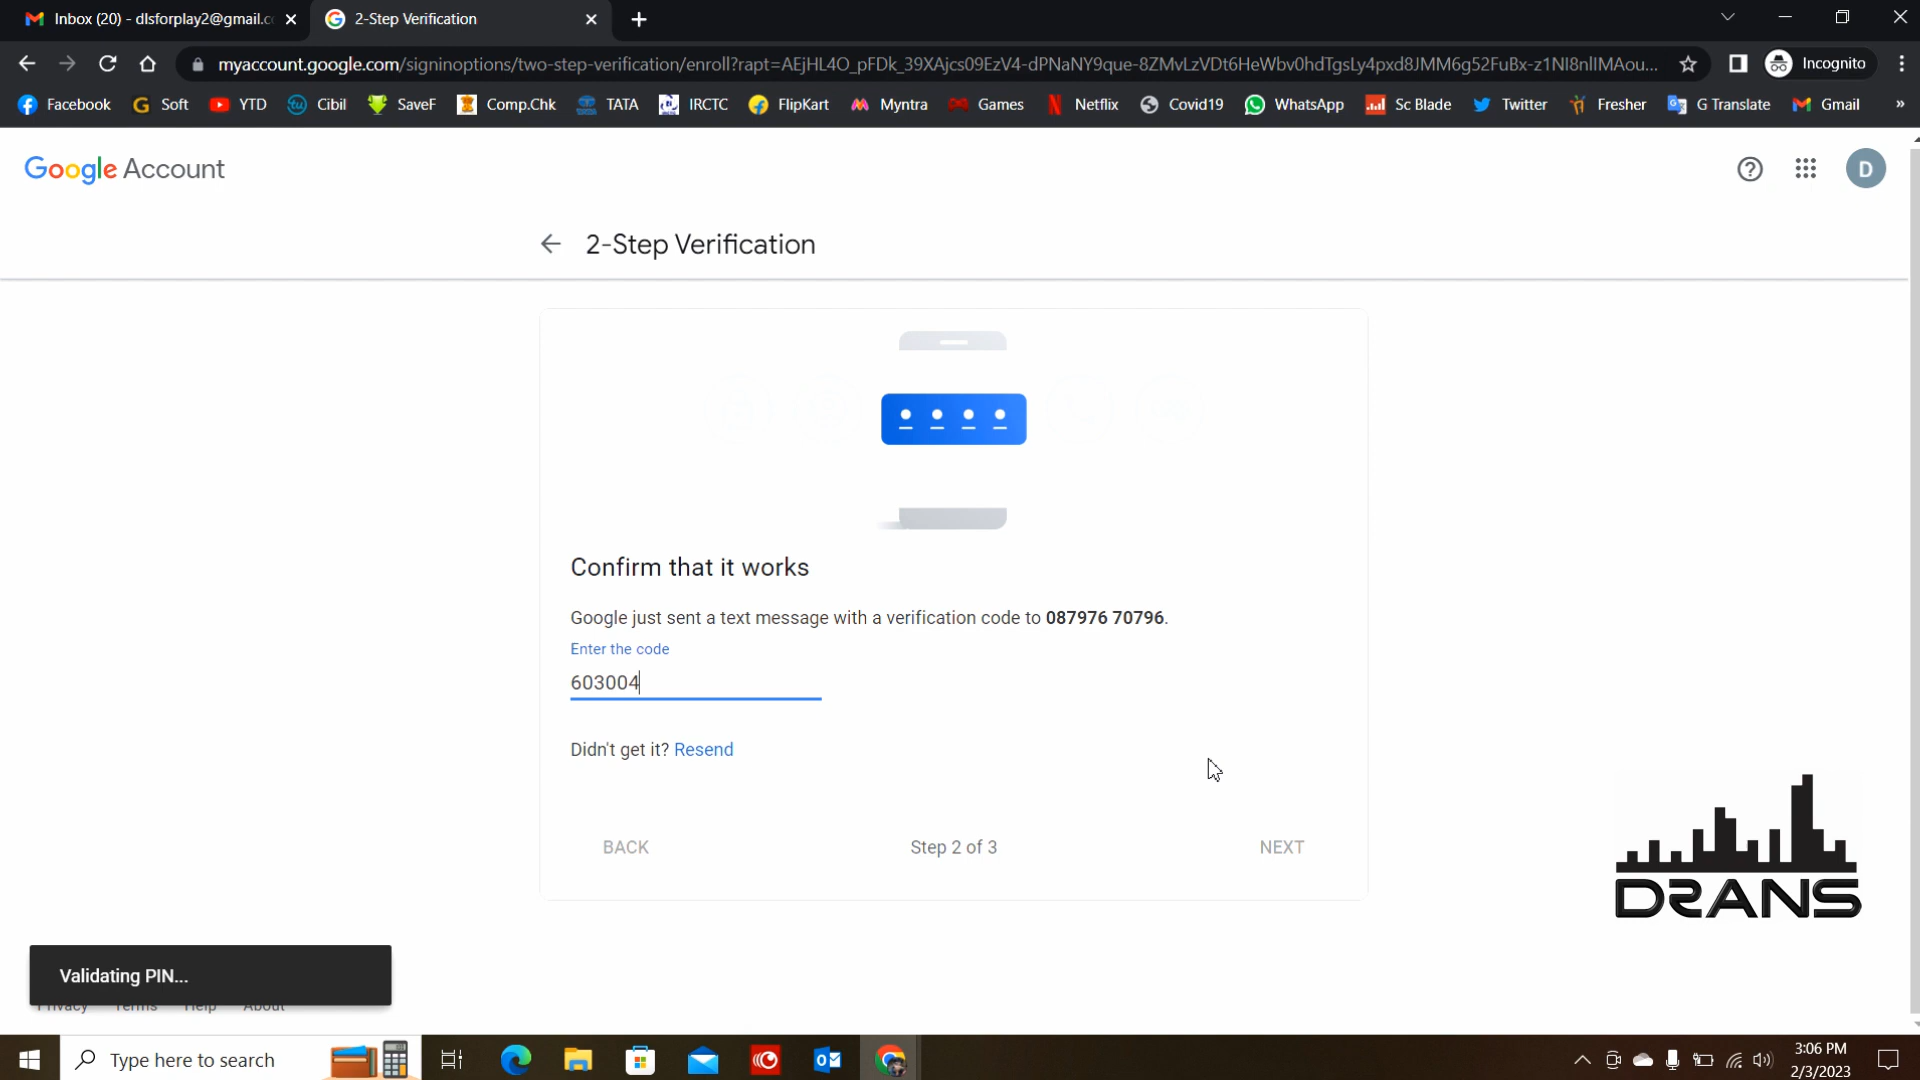 Inbox (20) - dlsforplay2@gmail.c
2-Step Verification
myaccount.google.com/signinoptions/two-step-verification/enroll?rapt=AEjHL4O_pFDk_39XAjcs09EzV4-dPNaNY9que-8ZMvLzVDt6HeWbv0hdTgsLy4pxd8JMM6g52FuBx-z1NI8nlIMAou...
Incognito
Facebook
Soft
YTD
Cibil
SaveF
Comp.Chk
TATA
IRCTC
FlipKart
Myntra
Games
Netflix
Covid19
WhatsApp
Sc Blade
Twitter
Fresher
G Translate
Gmail
»
Google Account
D
2-Step Verification
Confirm that it works
Google just sent a text message with a verification code to 087976 70796.
Enter the code
603004
Didn't get it? Resend
BACK
Step 2 of 3
NEXT
DRANS
Validating PIN...
Privacy Terms Help About
Type here to search
3:06 PM
2/3/2023